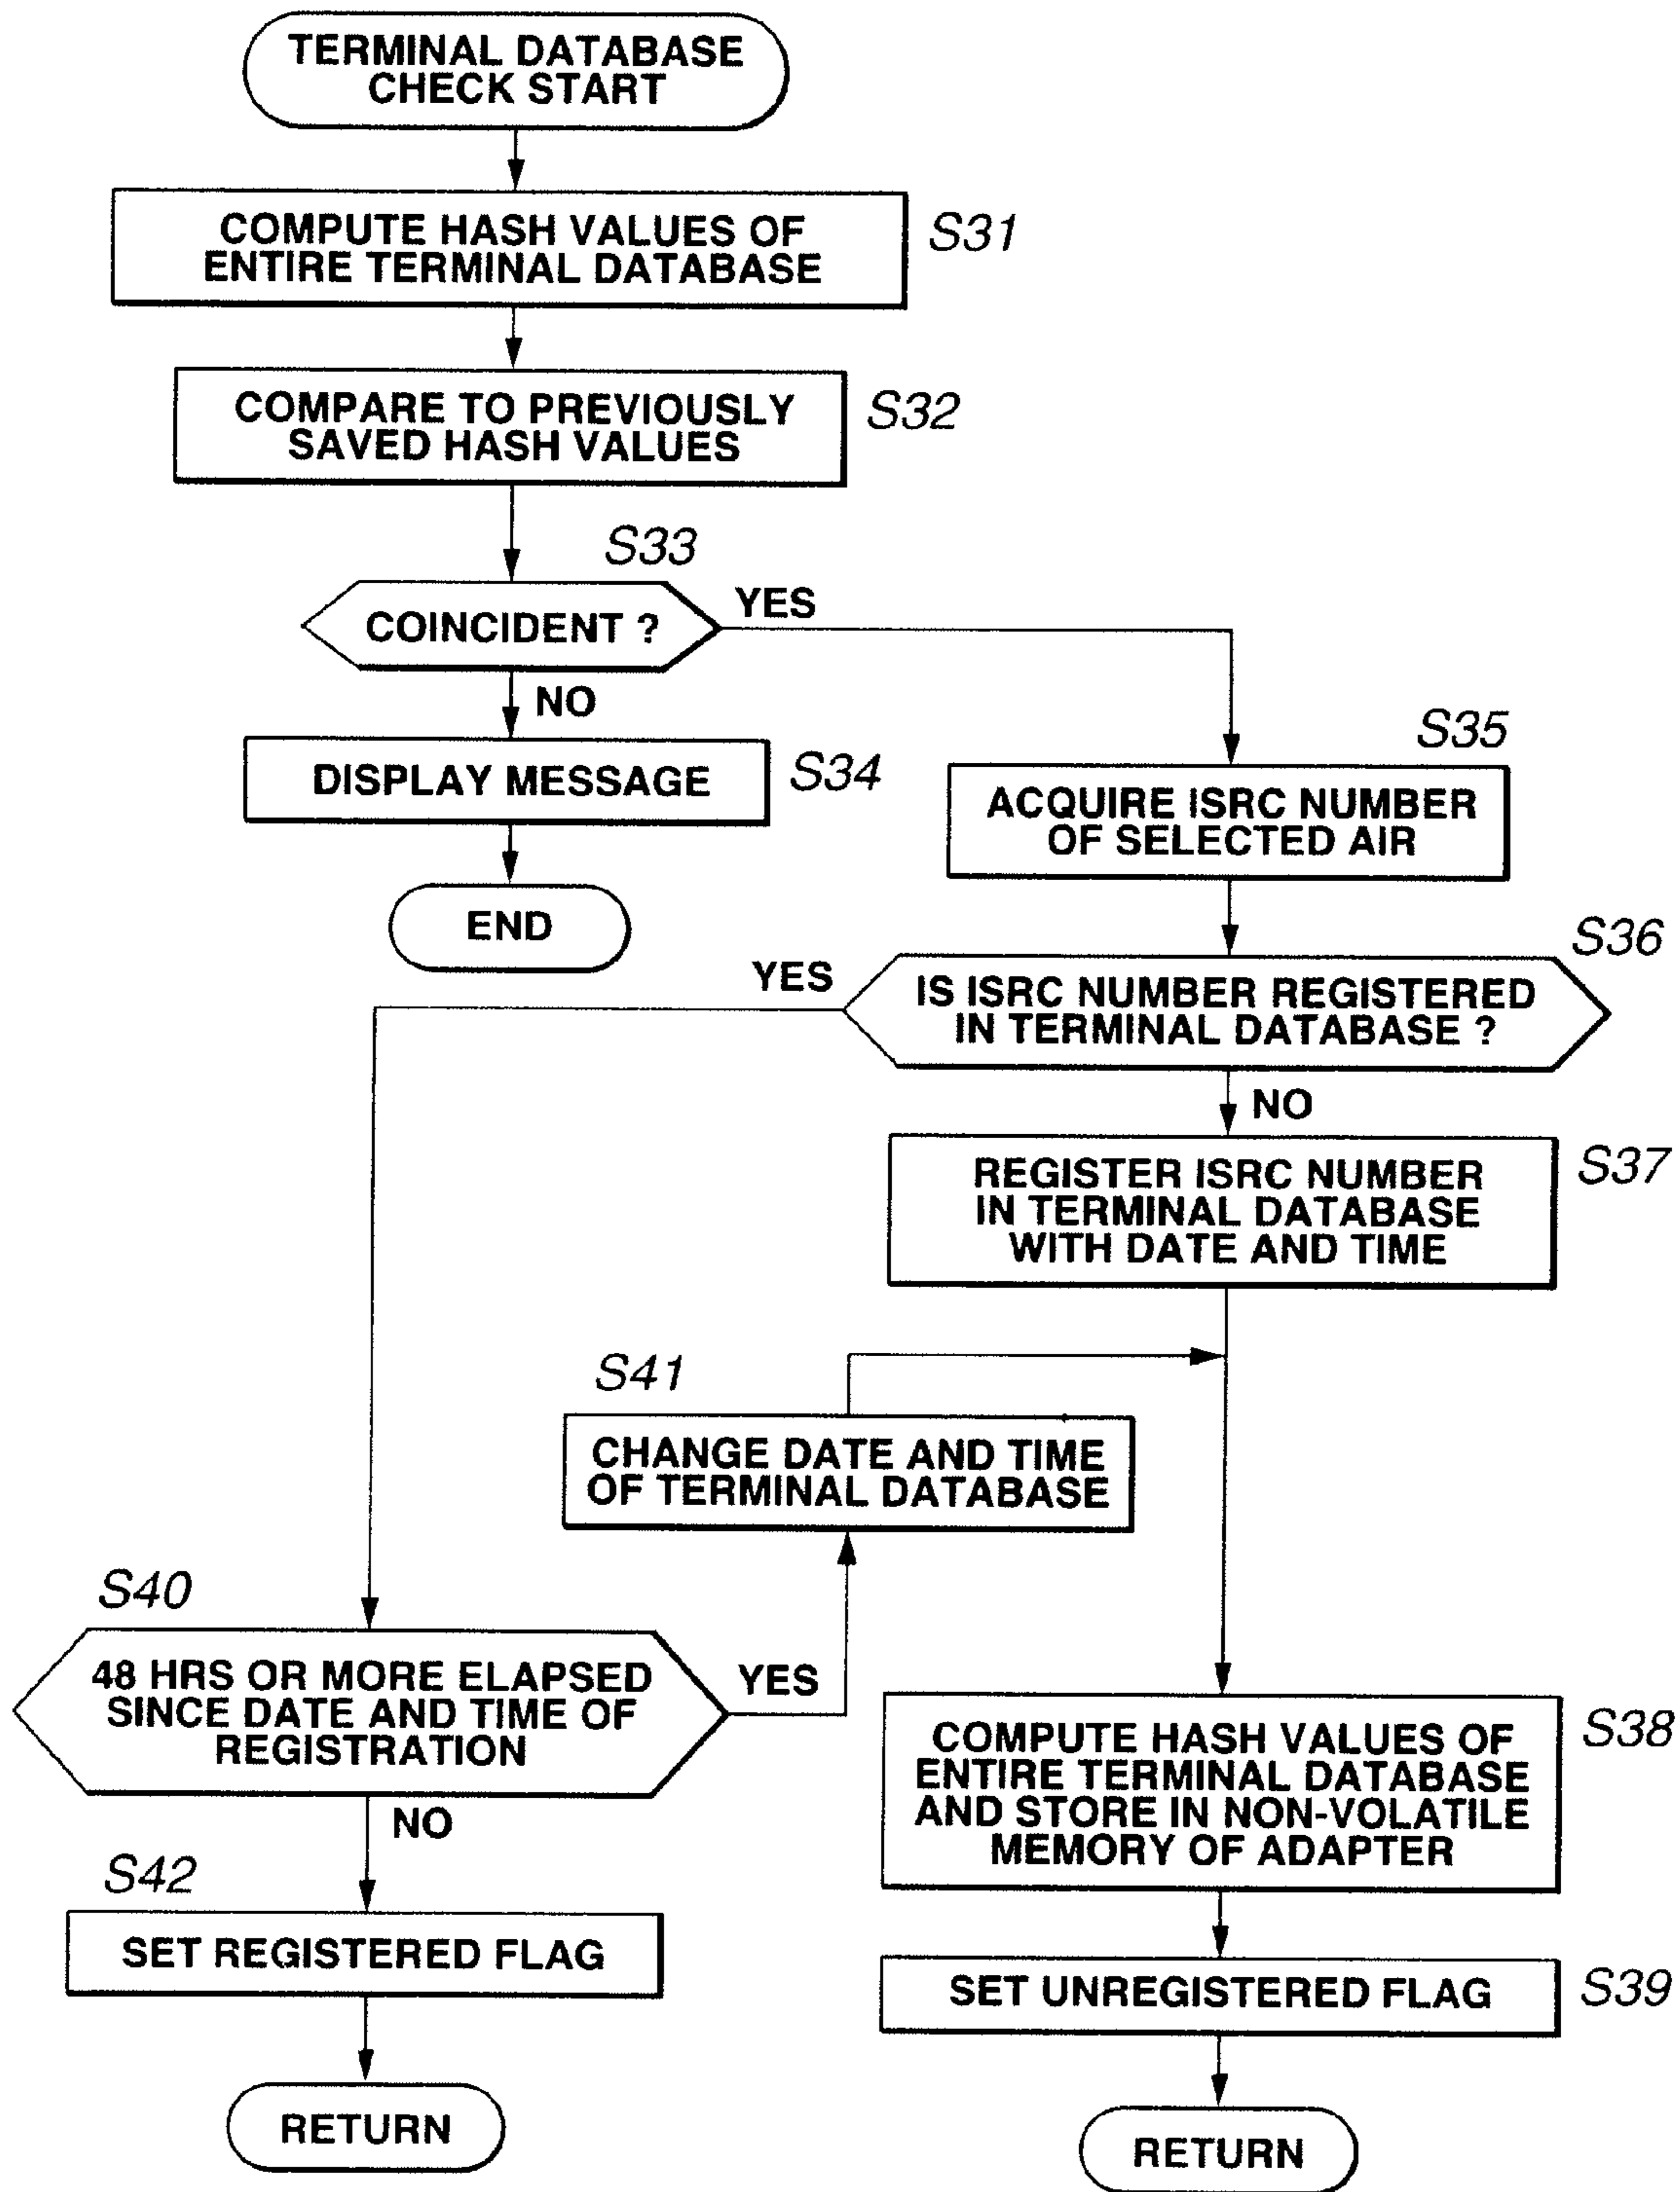 TERMINAL DATABASE
CHECK START
COMPUTE HASH VALUES OF
ENTIRE TERMINAL DATABASE
S31
COMPARE TO PREVIOUSLY
SAVED HASH VALUES
S32
S33
COINCIDENT ?
YES
NO
DISPLAY MESSAGE
S34
END
S35
ACQUIRE ISRC NUMBER
OF SELECTED AIR
S36
YES
IS ISRC NUMBER REGISTERED
IN TERMINAL DATABASE ?
NO
REGISTER ISRC NUMBER
IN TERMINAL DATABASE
WITH DATE AND TIME
S37
S41
CHANGE DATE AND TIME
OF TERMINAL DATABASE
S40
48 HRS OR MORE ELAPSED
SINCE DATE AND TIME OF
REGISTRATION
YES
NO
COMPUTE HASH VALUES OF
ENTIRE TERMINAL DATABASE
AND STORE IN NON-VOLATILE
MEMORY OF ADAPTER
S38
S42
SET REGISTERED FLAG
SET UNREGISTERED FLAG
S39
RETURN
RETURN